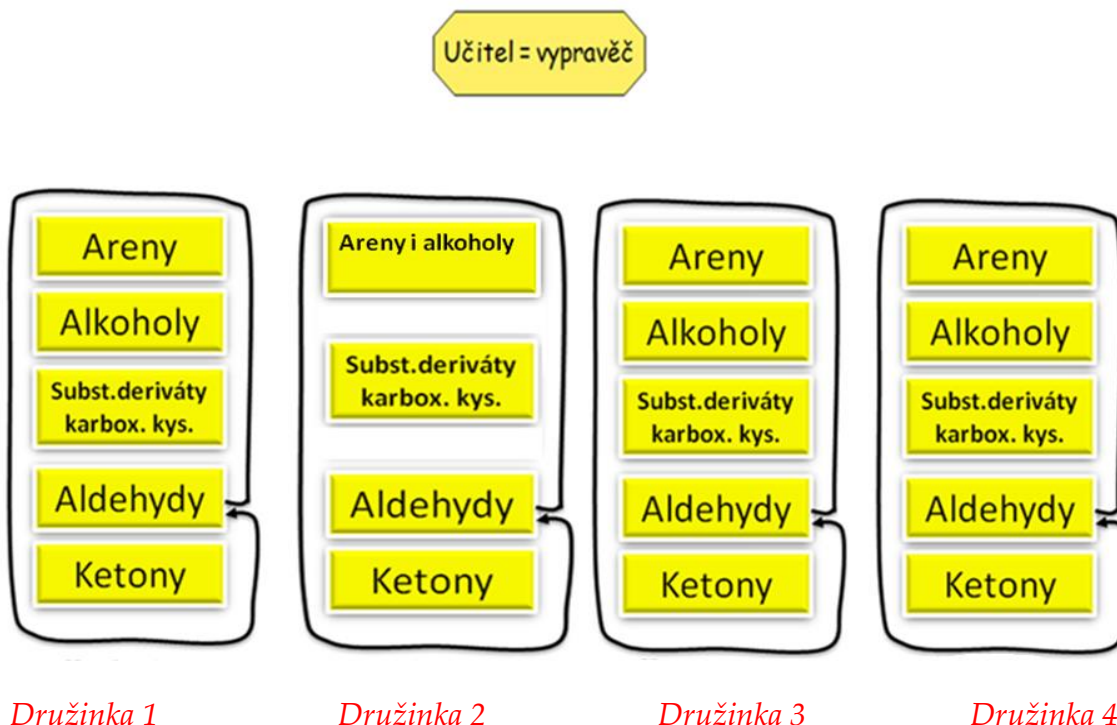 Učitel = vypravěč
Areny
Alkoholy
Subst.deriváty
karbox. kys.
Aldehydy
Ketony
Areny i alkoholy
Subst.deriváty
karbox. kys.
Aldehydy
Ketony
Areny
Alkoholy
Subst.deriváty
karbox. kys.
Aldehydy
Ketony
Areny
Alkoholy
Subst.deriváty
karbox. kys.
Aldehydy
Ketony
Družinka 1
Družinka 2
Družinka 3
Družinka 4